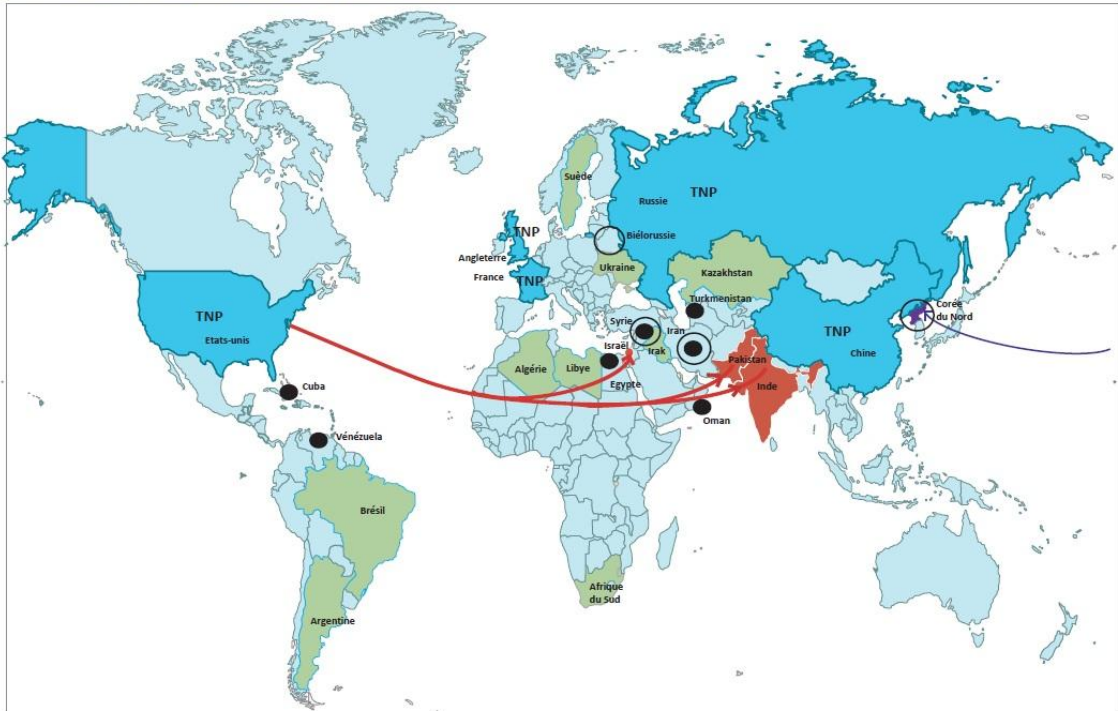 Suède
TNP
Russie
TNP
Biélorussie
Angleterre
France
TNP
Ukraine
Kazakhstan
Turkmenistan
TNP
Etats-unis
Syrie
Iran
Israël
Irak
Corée
du Nord
TNP
Chine
Algérie
Libye
Egypte
Pakistan
Inde
Cuba
Oman
Vénézuela
Brésil
Afrique
du Sud
Argentine